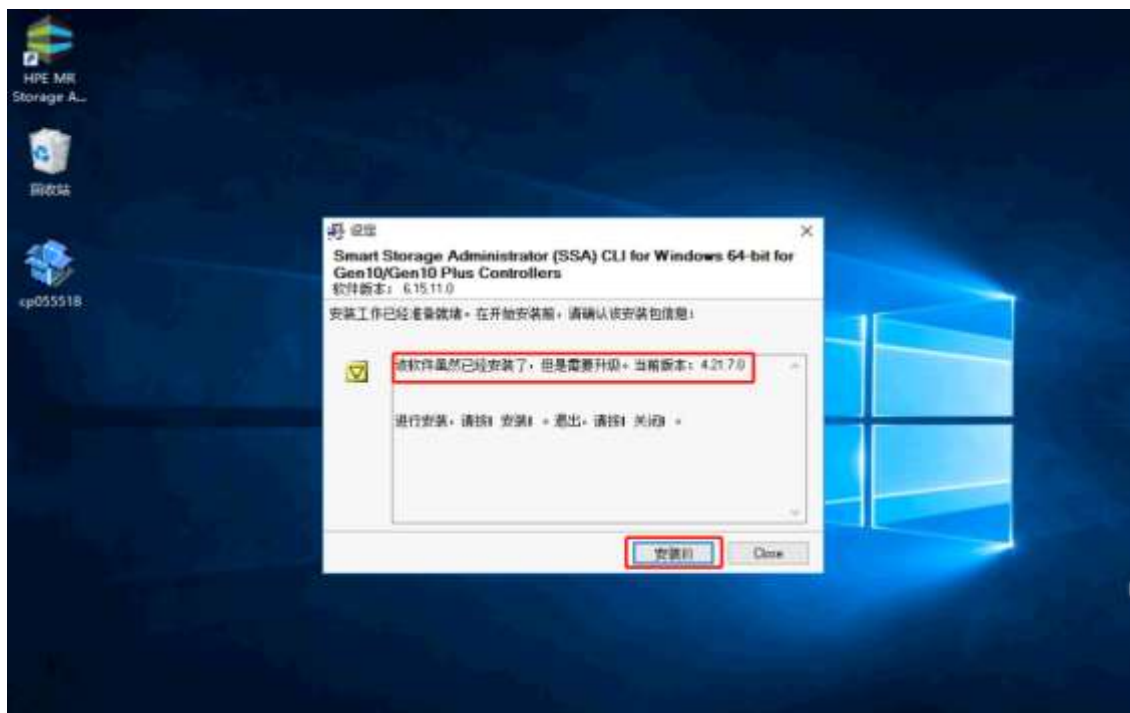 HPE MR
Storage A...
回收站
cp055518
设定
Smart Storage Administrator (SSA) CLI for Windows 64-bit for
Gen10/Gen10 Plus Controllers
软件版本: 6.15.11.0
安装工作已经准备就绪。在开始安装前，请确认该安装包信息:
该软件虽然已经安装了，但是需要升级。当前版本: 4.21.7.0
进行安装，请按 安装 。退出，请按 关闭 。
安装(I)
Close